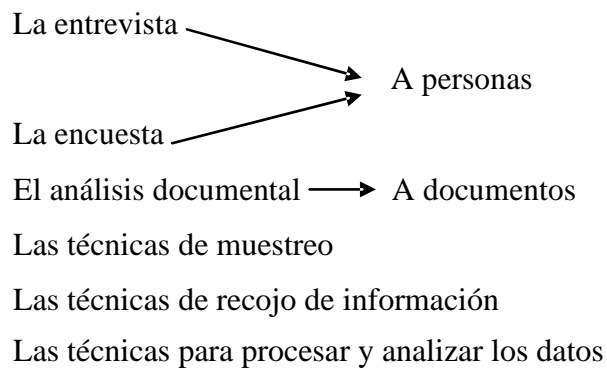 La entrevista
A personas
La encuesta
El análisis documental A documentos
Las técnicas de muestreo
Las técnicas de recojo de información
Las técnicas para procesar y analizar los datos